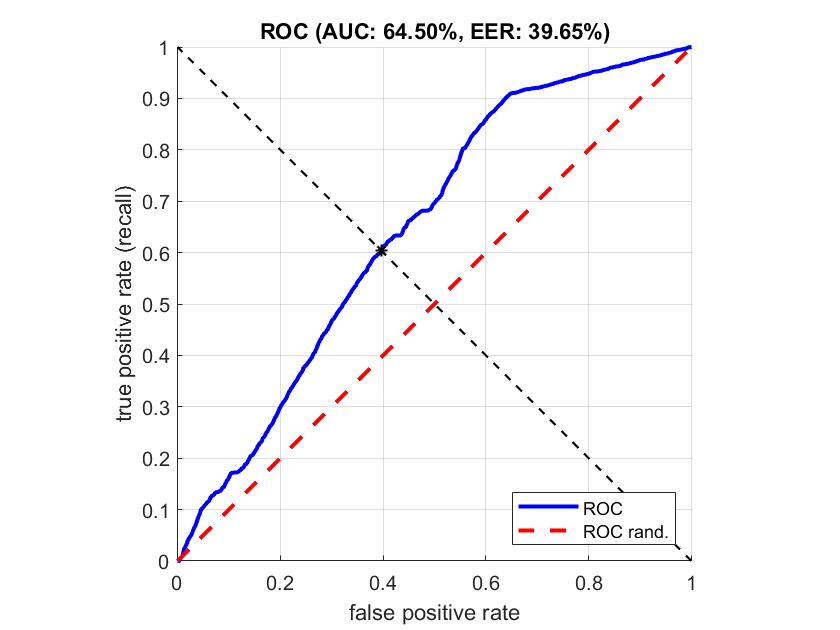 ROC (AUC: 64.50%, EER: 39.65%)
1
0.9
0.8
0.7
0.6
0.5
0.4
0.3
0.2
0.1
0
true positive rate (recall)
ROC
ROC rand.
0 0.2 0.4 0.6 0.8 1
false positive rate